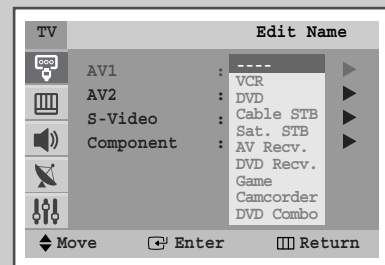 TV Edit Name
AV1 :
AV2 :
S-Video :
Component :
----
VCR
DVD
Cable STB
Sat. STB
AV Recv.
DVD Recv.
Game
Camcorder
DVD Combo
Move Enter Return